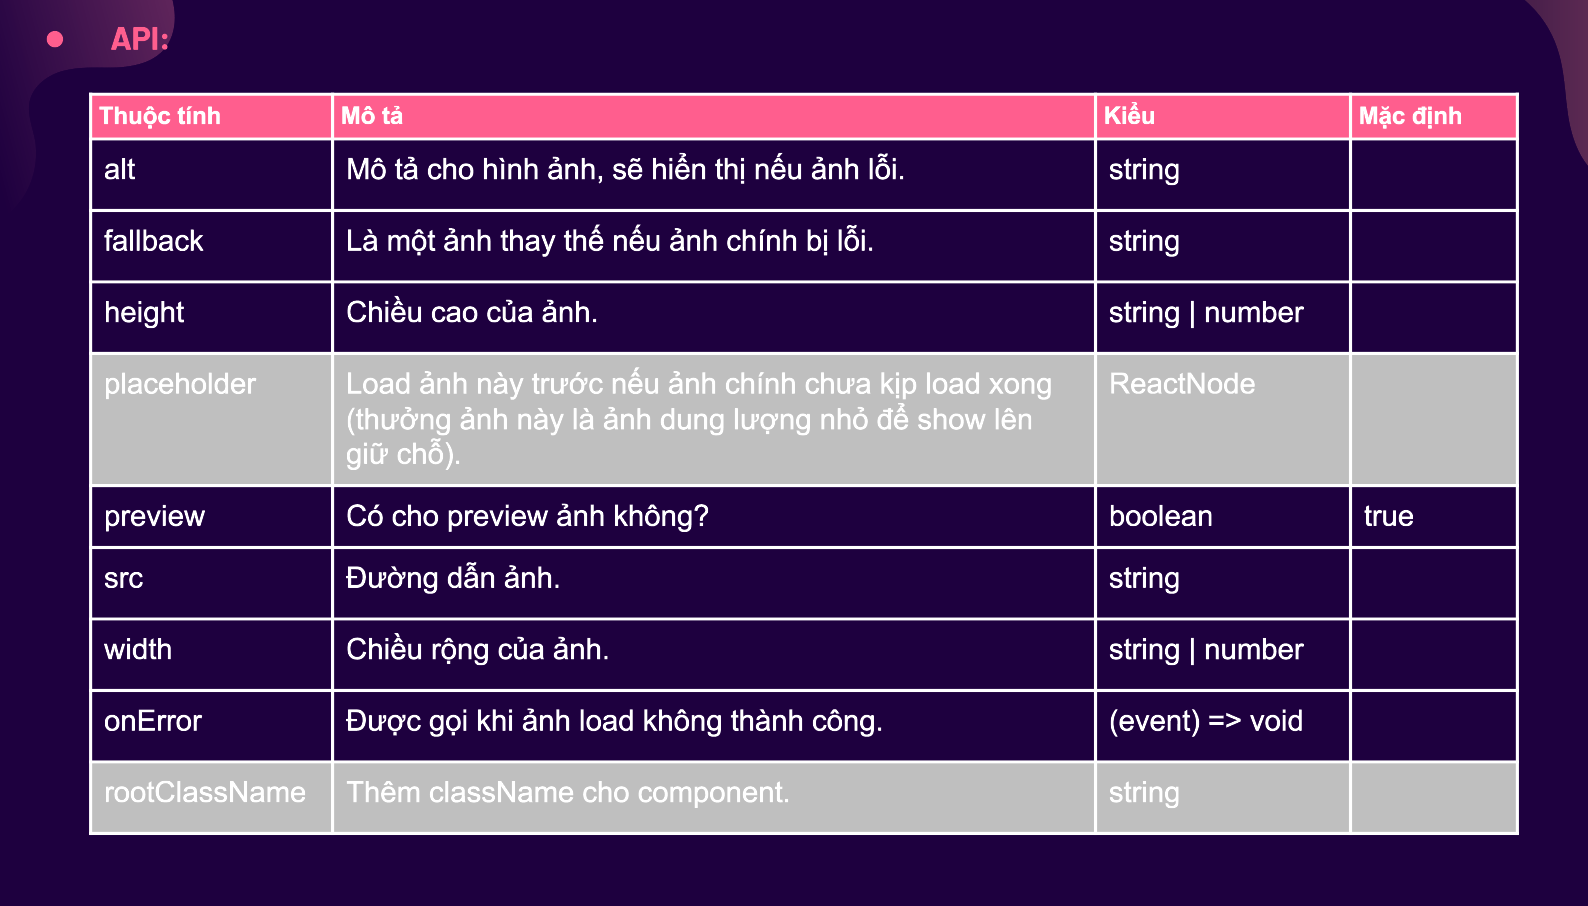 API:
Thuộc tính Mô tả Kiểu Mặc định
alt Mô tả cho hình ảnh, sẽ hiển thị nếu ảnh lỗi. string
fallback Là một ảnh thay thế nếu ảnh chính bị lỗi. string
height Chiều cao của ảnh. string | number
placeholder Load ảnh này trước nếu ảnh chính chưa kịp load xong ReactNode
(thưởng ảnh này là ảnh dung lượng nhỏ để show lên
giữ chỗ).
preview Có cho preview ảnh không? boolean true
src Đường dẫn ảnh. string
width Chiều rộng của ảnh. string | number
onError Được gọi khi ảnh load không thành công. (event) => void
rootClassName Thêm className cho component. string